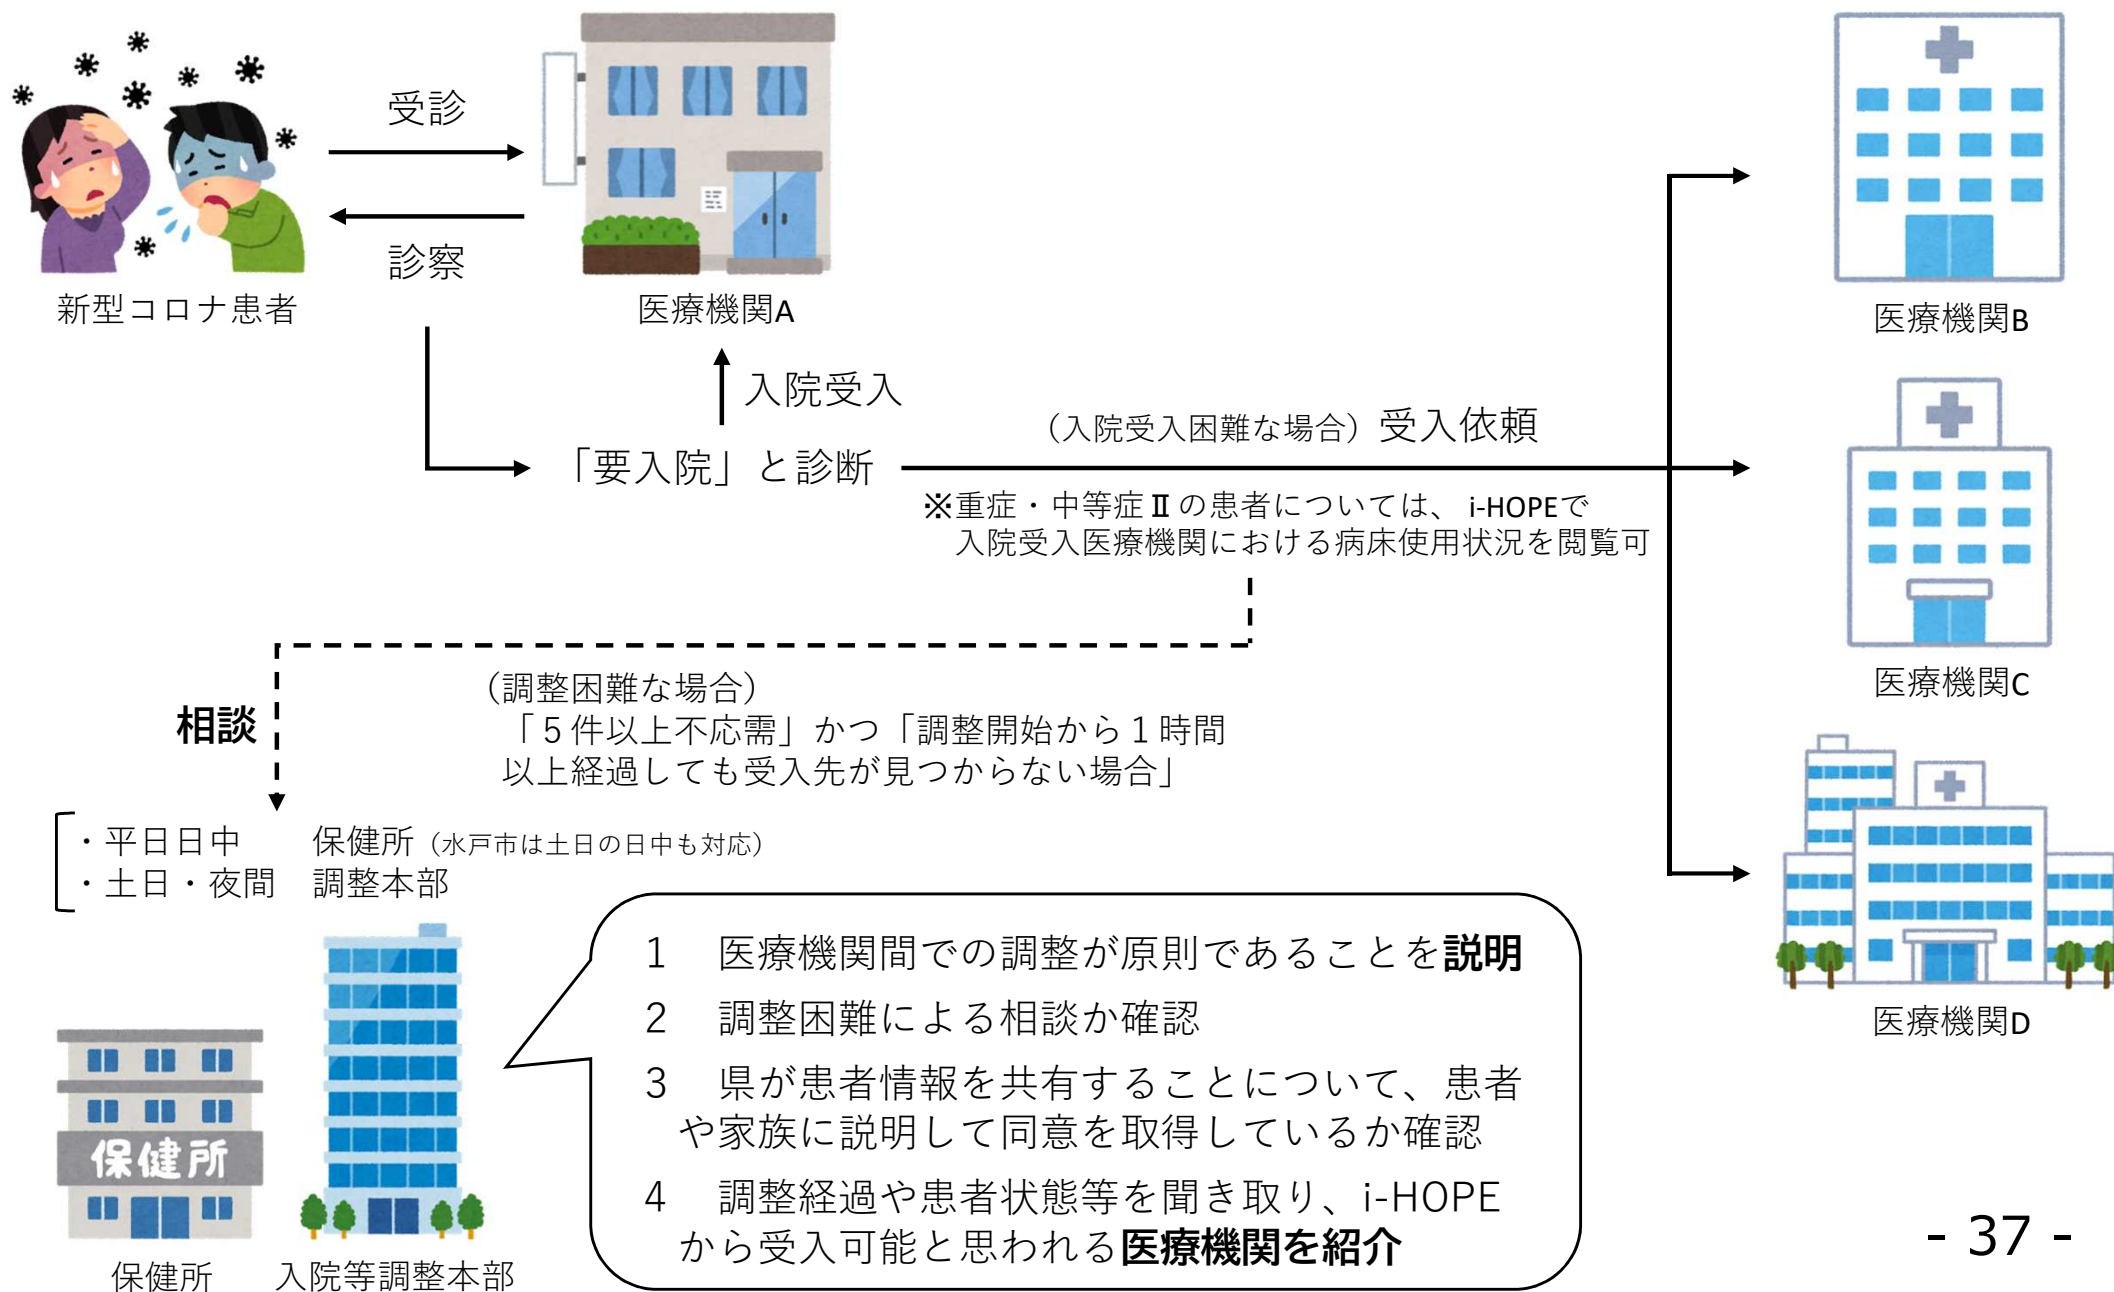 受診
診察
新型コロナ患者
医療機関A
医療機関B
入院受入
(入院受入困難な場合) 受入依頼
「要入院」と診断
※重症・中等症Ⅱの患者については、 i-HOPEで
入院受入医療機関における病床使用状況を閲覧可
医療機関C
(調整困難な場合)
「５件以上不応需」かつ「調整開始から１時間
以上経過しても受入先が見つからない場合」
相談
・平日日中　　保健所 (水戸市は土日の日中も対応)
・土日・夜間　調整本部
医療機関D
1　医療機関間での調整が原則であることを説明
2　調整困難による相談か確認
3　県が患者情報を共有することについて、患者
や家族に説明して同意を取得しているか確認
4　調整経過や患者状態等を聞き取り、i-HOPE
から受入可能と思われる医療機関を紹介
保健所
保健所
入院等調整本部
- 37 -